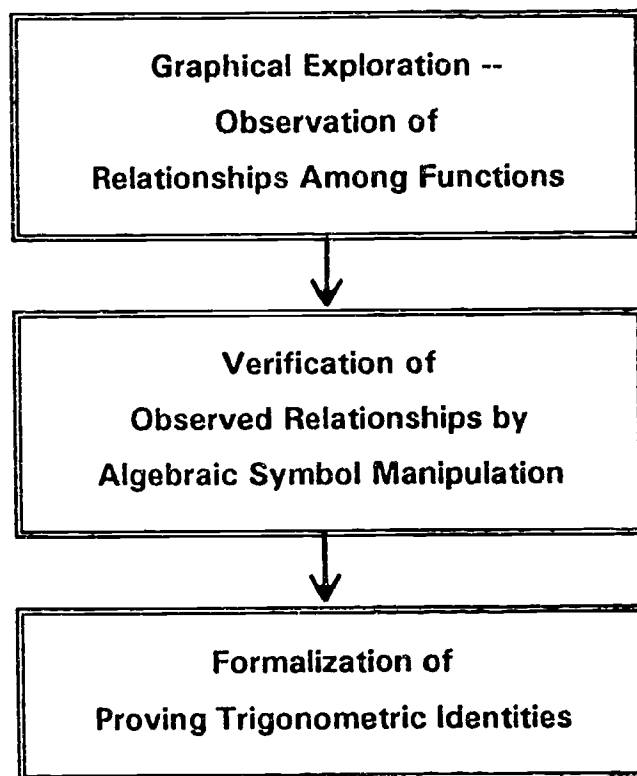 Graphical Exploration --
Observation of
Relationships Among Functions
Verification of
Observed Relationships by
Algebraic Symbol Manipulation
Formalization of
Proving Trigonometric Identities